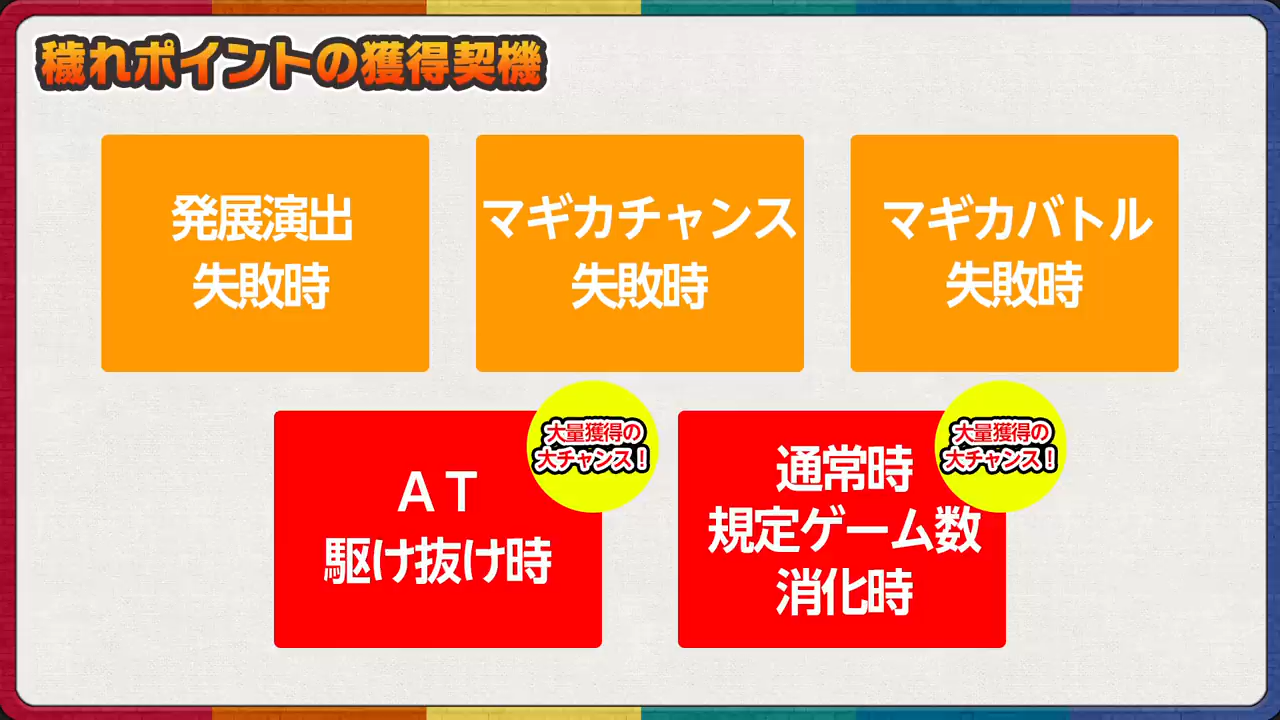 穢れポイントの獲得契機
発展演出
失敗時
マギカチャンス
失敗時
マギカバトル
失敗時
大量獲得の
大チャンス!
AT
駆け抜け時
大量獲得の
大チャンス!
通常時
規定ゲーム数
消化時